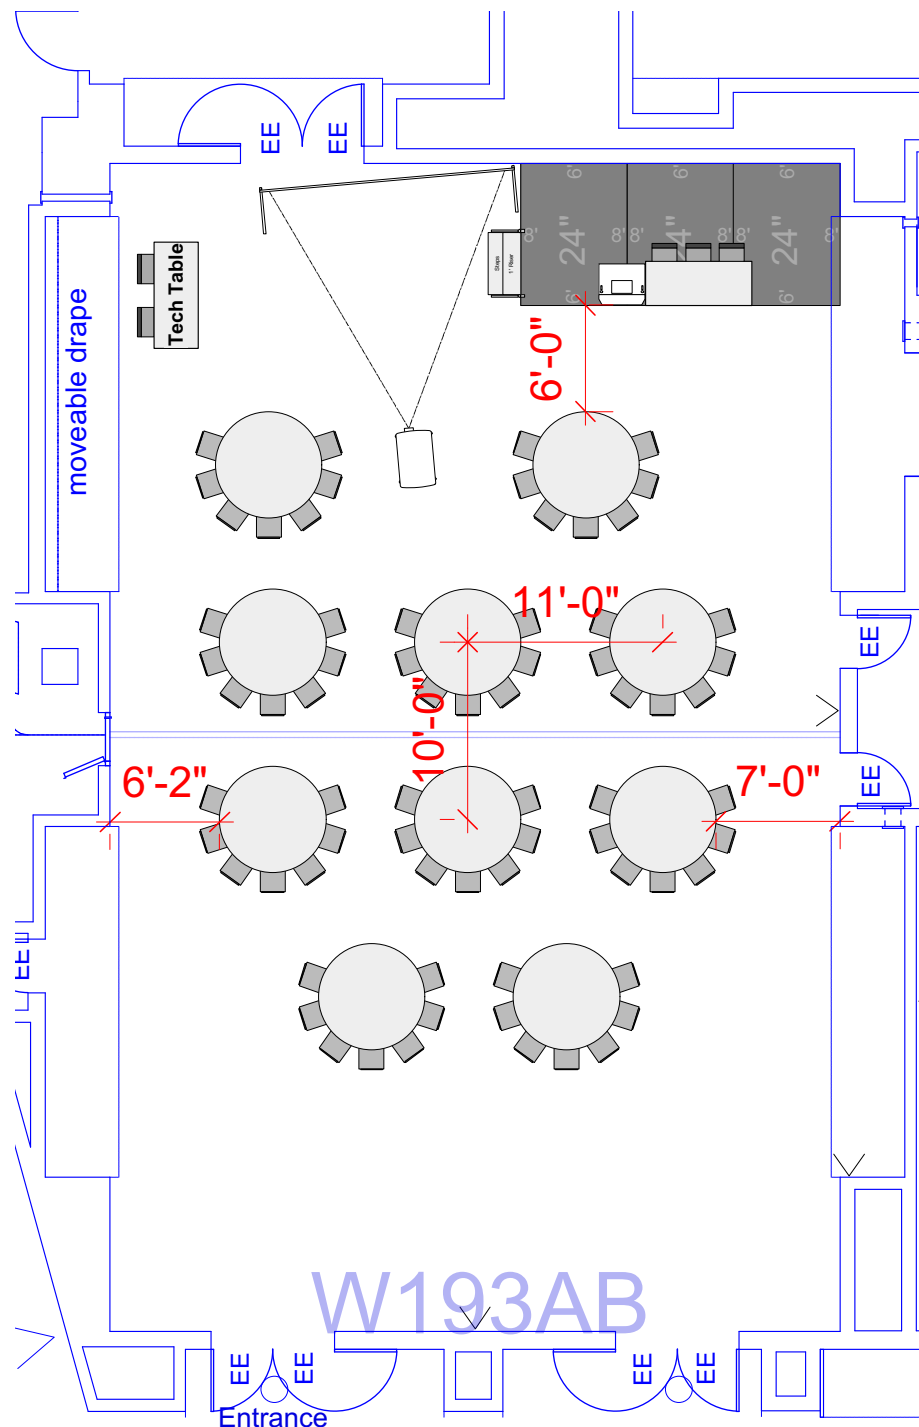 EE
EE
6'
6'
6'
8'
24"
8'
8'
24"
8'
8'
24"
6'
6'
Steps
1' Riser
Tech Table
moveable drape
6'-0"
11'-0"
EE
10'-0"
6'-2"
7'-0"
EE
EE
W193AB
EE
EE
EE
EE
Entrance